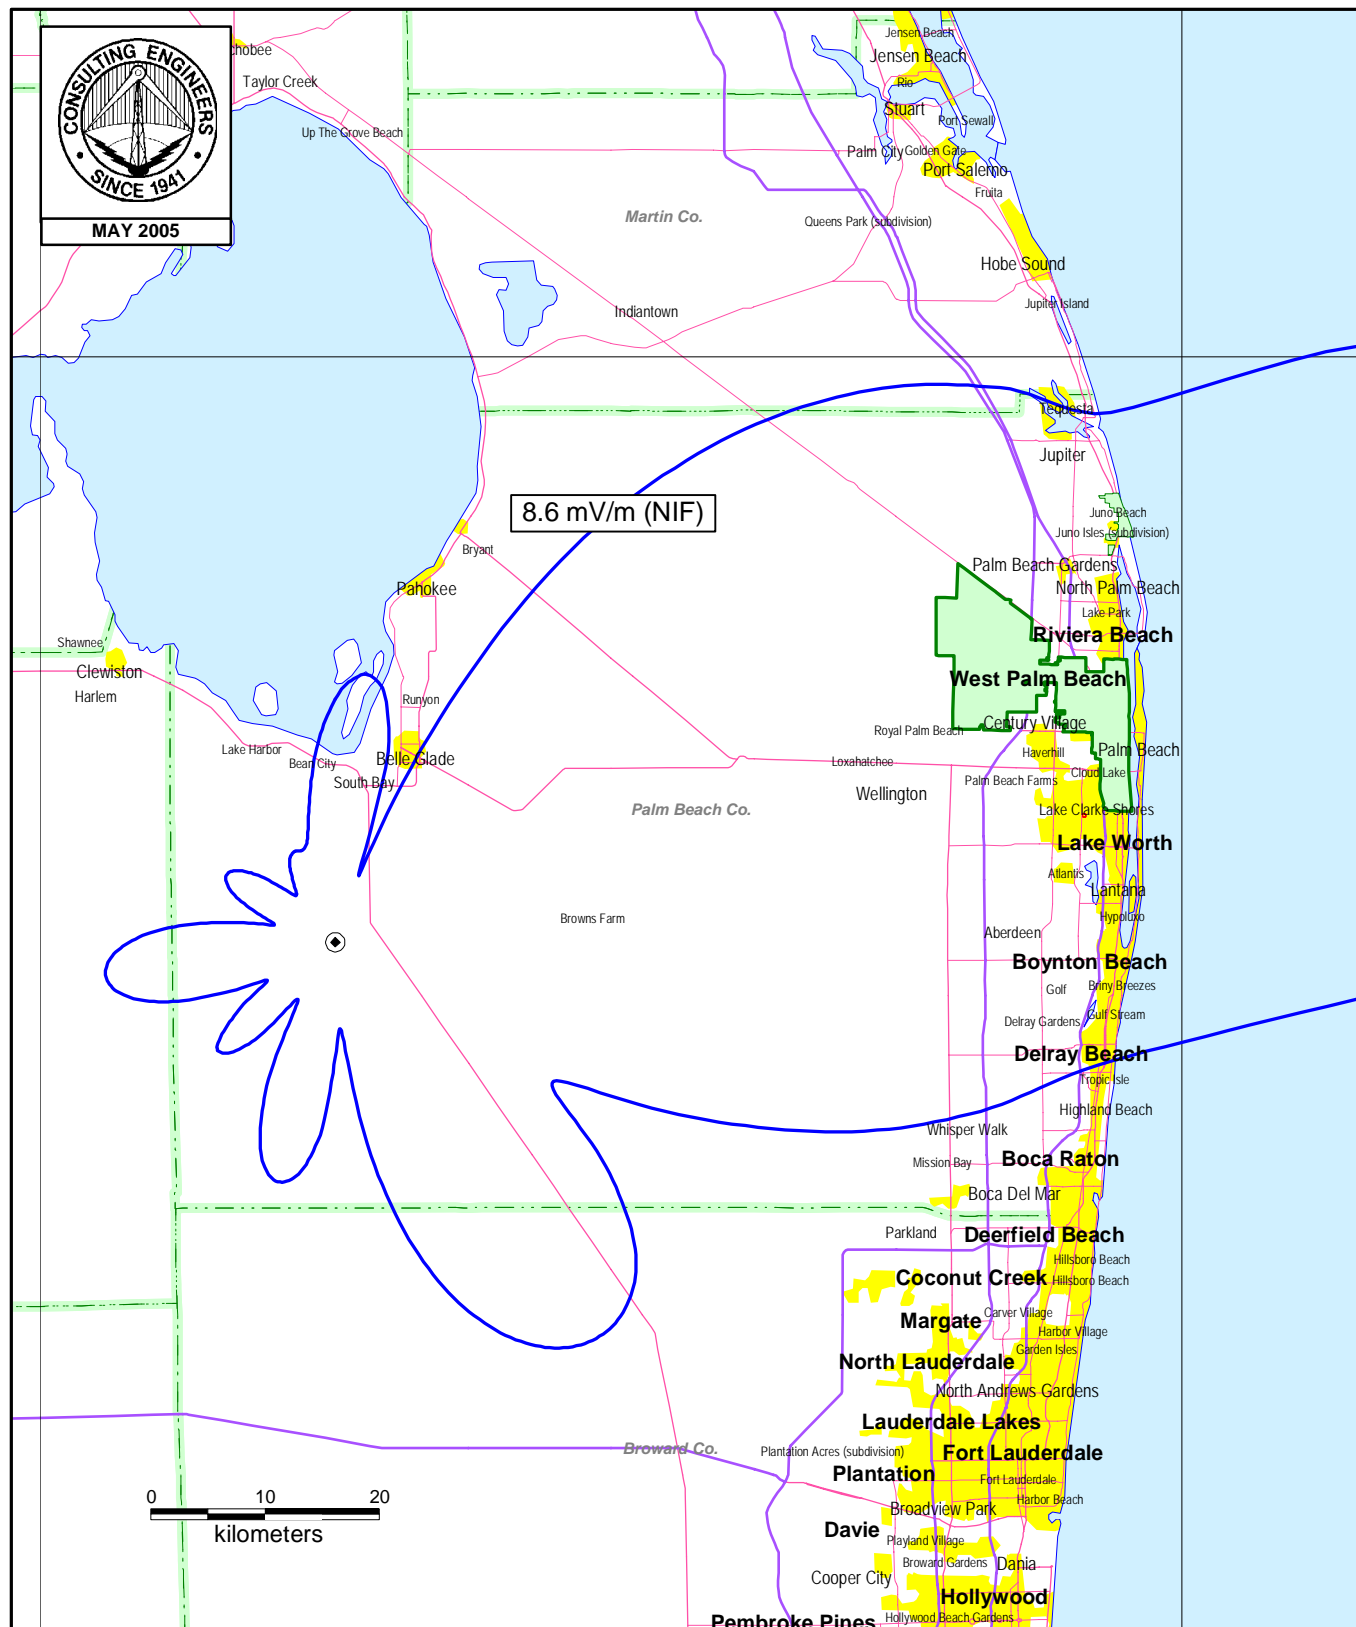 CONSULTING ENGINEERS
SINCE 1941
MAY 2005
chobee
Taylor Creek
Up The Grove Beach
Jensen Beach
Jensen Beach
Rio
Stuart
Port Sewall
Palm City
Golden Gate
Port Salerno
Fruita
Martin Co.
Queens Park (subdivision)
Hobe Sound
Jupiter Island
Indiantown
Tequesta
Jupiter
8.6 mV/m (NIF)
Juno Beach
Juno Isles (subdivision)
Bryant
Palm Beach Gardens
Pahokee
North Palm Beach
Lake Park
Riviera Beach
Shawnee
Clewiston
West Palm Beach
Harlem
Runyon
Century Village
Royal Palm Beach
Lake Harbor
Haverhill
Palm Beach
Bean City
Belle Glade
Loxahatchee
Cloud Lake
South Bay
Palm Beach Farms
Wellington
Palm Beach Co.
Lake Clarke Shores
Lake Worth
Atlantis
Lantana
Browns Farm
Hypoluxo
Aberdeen
Boynton Beach
Golf
Briny Breezes
Gulf Stream
Delray Gardens
Delray Beach
Tropic Isle
Highland Beach
Whisper Walk
Mission Bay
Boca Raton
Boca Del Mar
Parkland
Deerfield Beach
Hillsboro Beach
Coconut Creek
Hillsboro Beach
Carver Village
Margate
Harbor Village
Garden Isles
North Lauderdale
North Andrews Gardens
Lauderdale Lakes
Broward Co.
Plantation Acres (subdivision)
Fort Lauderdale
Plantation
Fort Lauderdale
0 10 20
kilometers
Harbor Beach
Broadview Park
Davie
Playland Village
Broward Gardens
Dania
Cooper City
Hollywood
Pembroke Pines
Hollywood Beach Gardens